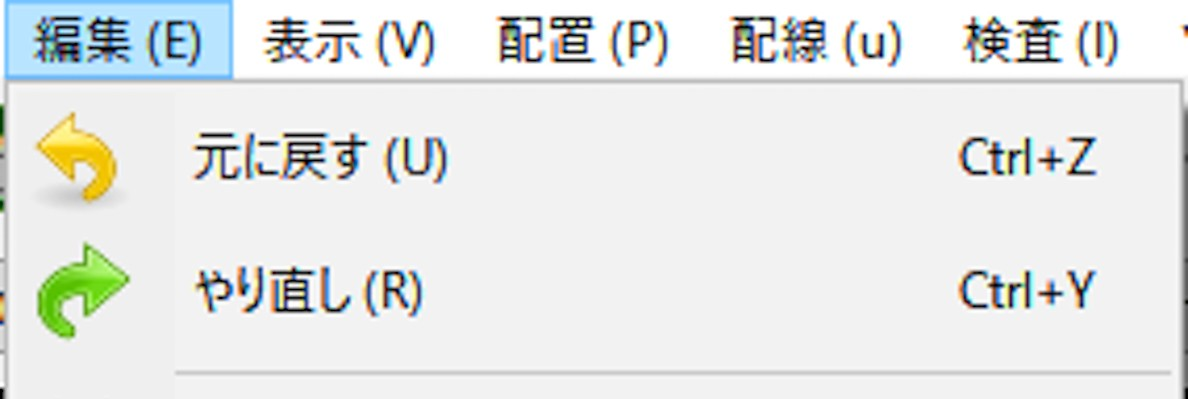 編集 (E) 表示 (V) 配置 (P) 配線 (u) 検査 (I)
元に戻す (U) Ctrl+Z
やり直し (R) Ctrl+Y